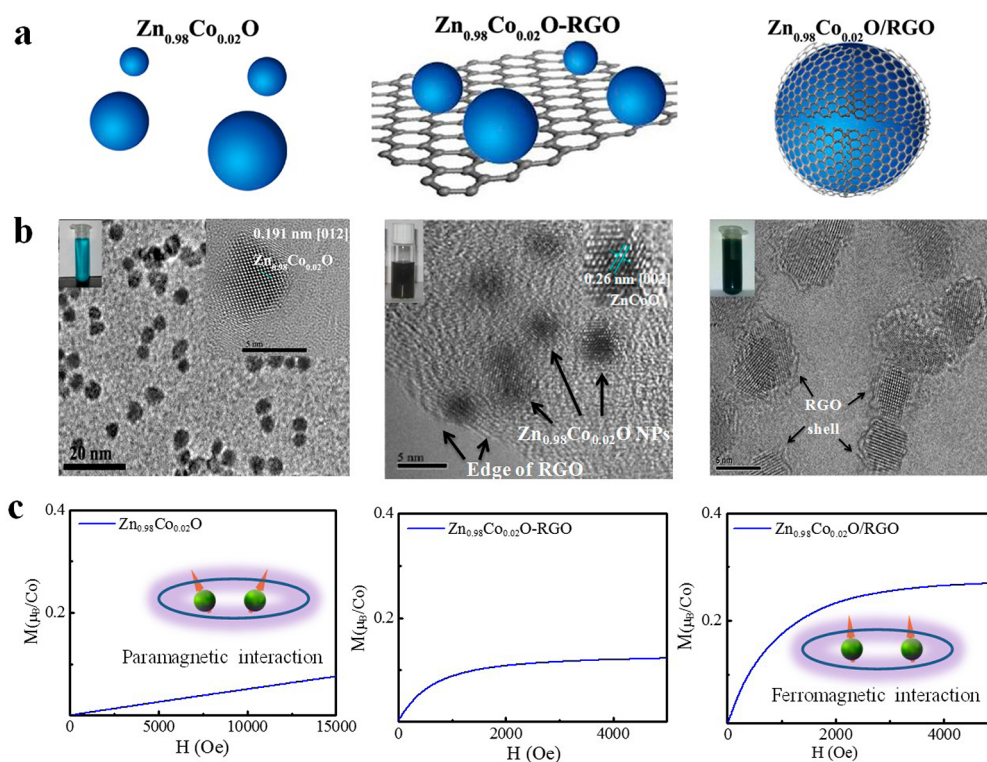 a
Zn0.98Co0.02O
Zn0.98Co0.02O-RGO
Zn0.98Co0.02O/RGO
b
0.191 nm [012]
Zn0.98Co0.02O
5 nm
20 nm
0.26 nm [002]
ZnCoO
Zn0.98Co0.02O NPs
Edge of RGO
5 nm
RGO
shell
5 nm
c
0.4
Zn0.98Co0.02O
0.2
M(μB/Co)
Paramagnetic interaction
0
5000
10000
15000
H (Oe)
0.4
Zn0.98Co0.02O-RGO
0.2
M(μB/Co)
0
2000
4000
H (Oe)
0.4
Zn0.98Co0.02O/RGO
0.2
M(μB/Co)
Ferromagnetic interaction
0
2000
4000
H (Oe)